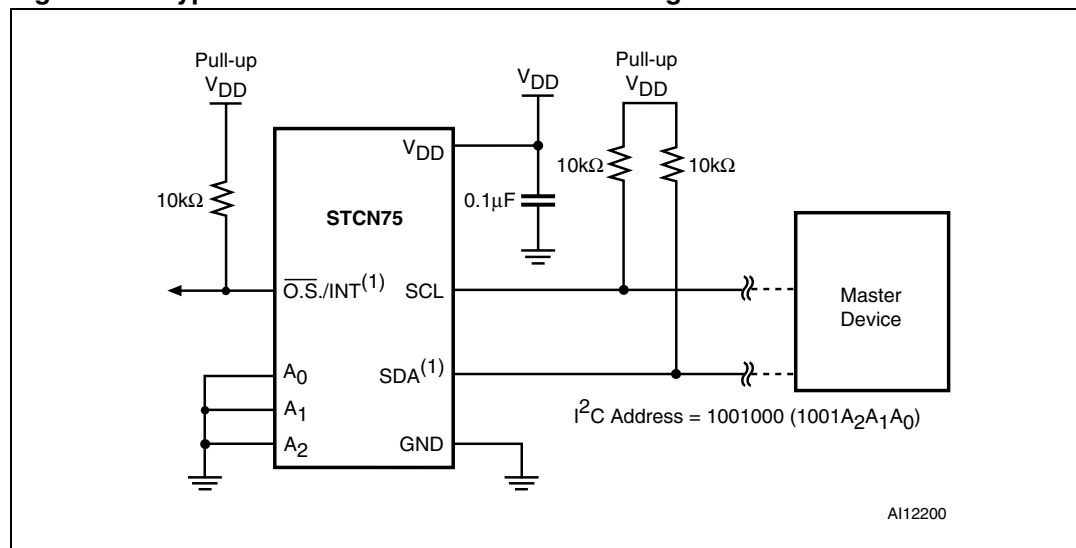 Pull-up
VDD
10kΩ
VDD
Pull-up
VDD
10kΩ
10kΩ
0.1μF
VDD
STCN75
O.S./INT(1)
SCL
A0
SDA(1)
A1
A2
GND
Master
Device
I2C Address = 1001000 (1001A2A1A0)
AI12200